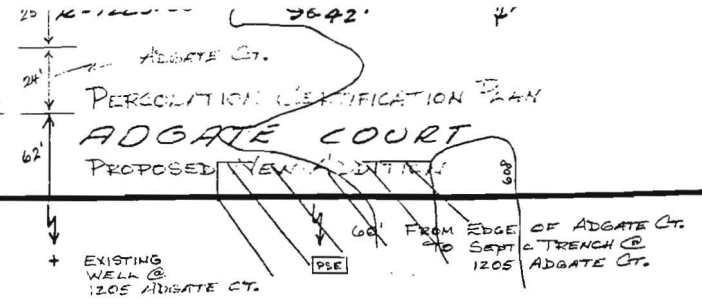 24'
ADGATE CT.
PERCOLATION CERTIFICATION PLAN
ADGATE COURT
62'
PROPOSED NEW ADDITION
608
66' FROM EDGE OF ADGATE CT.
TO SEPTIC TRENCH @
1205 ADGATE CT.
PSE
+ EXISTING
WELL @
1205 ADGATE CT.